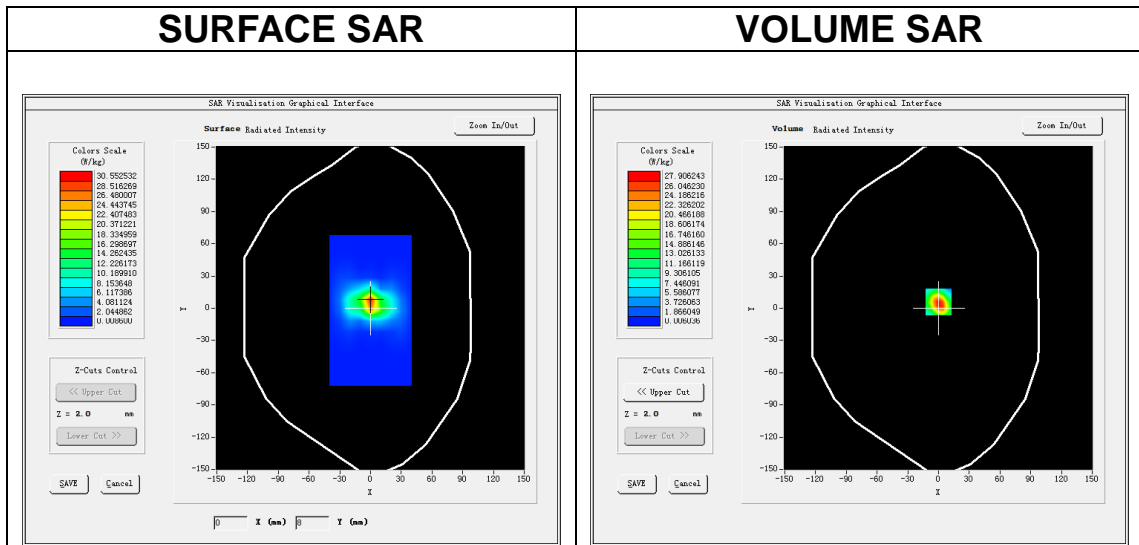 SURFACE SAR
VOLUME SAR
SAR Visualisation Graphical Interface
Surface Radiated Intensity
Zoom In/Out
Colors Scale
(W/kg)
30.552532
28.516269
26.480007
24.443745
22.407483
20.371221
18.334959
16.298697
14.262435
12.226173
10.189910
8.153648
6.117386
4.081124
2.044862
0.008600
150
120
90
60
30
0
-30
-60
-90
-120
-150
Y
-150 -120 -90 -60 -30 0 30 60 90 120 150
X
Z-Cuts Control
<< Upper Cut
Z = 2.0 mm
Lower Cut >>
SAVE Cancel
0 X (mm) 8 Y (mm)
SAR Visualisation Graphical Interface
Volume Radiated Intensity
Zoom In/Out
Colors Scale
(W/kg)
27.906243
26.046230
24.186216
22.326202
20.466188
18.606174
16.746160
14.886146
13.026133
11.166119
9.306105
7.446091
5.586077
3.726063
1.866049
0.006036
150
120
90
60
30
0
-30
-60
-90
-120
-150
Y
-150 -120 -90 -60 -30 0 30 60 90 120 150
X
Z-Cuts Control
<< Upper Cut
Z = 2.0 mm
Lower Cut >>
SAVE Cancel